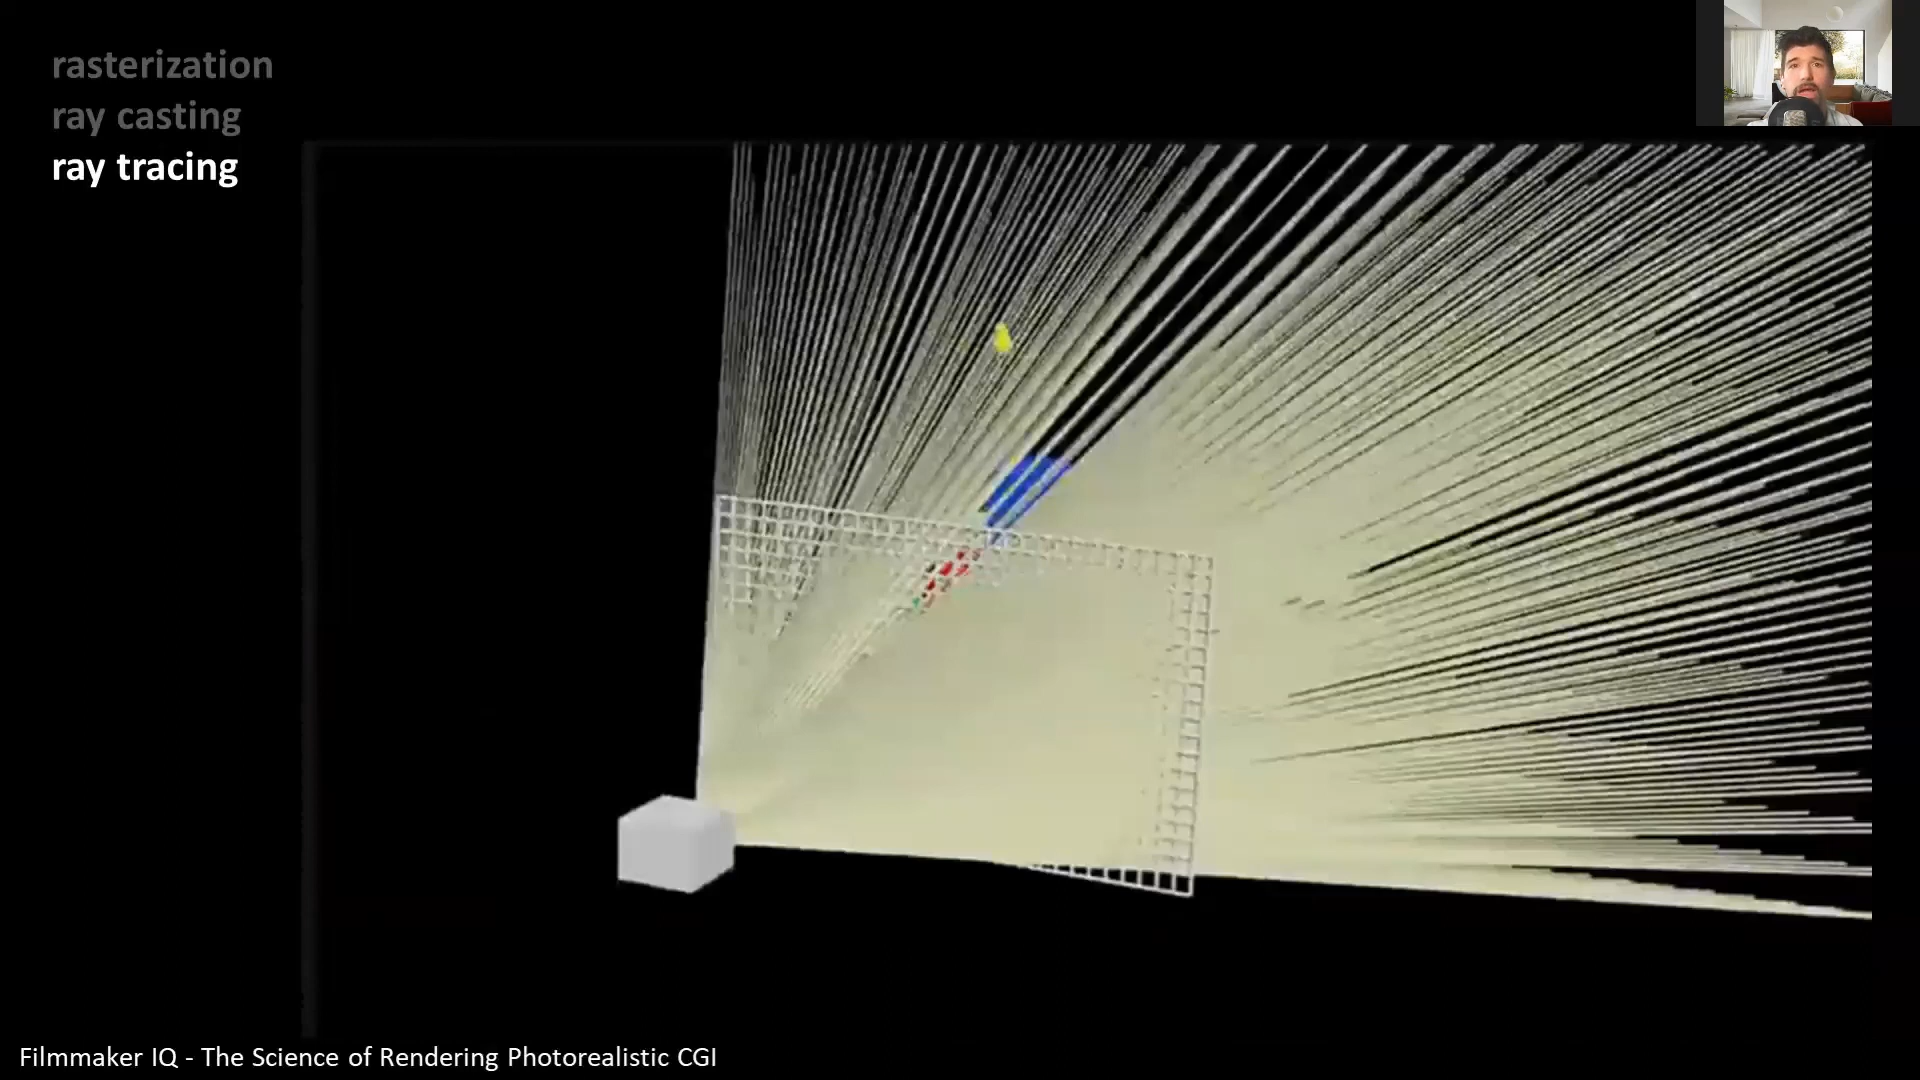 rasterization
ray casting
ray tracing
Filmmaker IQ - The Science of Rendering Photorealistic CGI